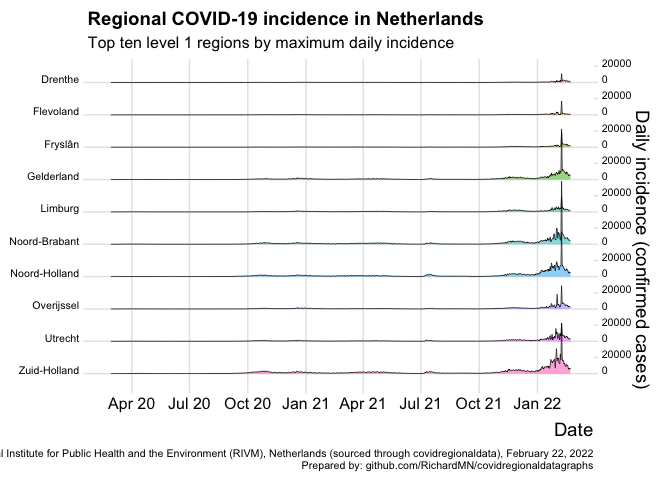 Regional COVID-19 incidence in Netherlands
Top ten level 1 regions by maximum daily incidence
Drenthe
Flevoland
Fryslân
Gelderland
Limburg
Noord-Brabant
Noord-Holland
Overijssel
Utrecht
Zuid-Holland
20000
0
20000
0
20000
0
20000
0
20000
0
20000
0
20000
0
20000
0
20000
0
20000
0
Daily incidence (confirmed cases)
Apr 20 Jul 20 Oct 20 Jan 21 Apr 21 Jul 21 Oct 21 Jan 22
Date
l Institute for Public Health and the Environment (RIVM), Netherlands (sourced through covidregionaldata), February 22, 2022
Prepared by: github.com/RichardMN/covidregionaldatagraphs